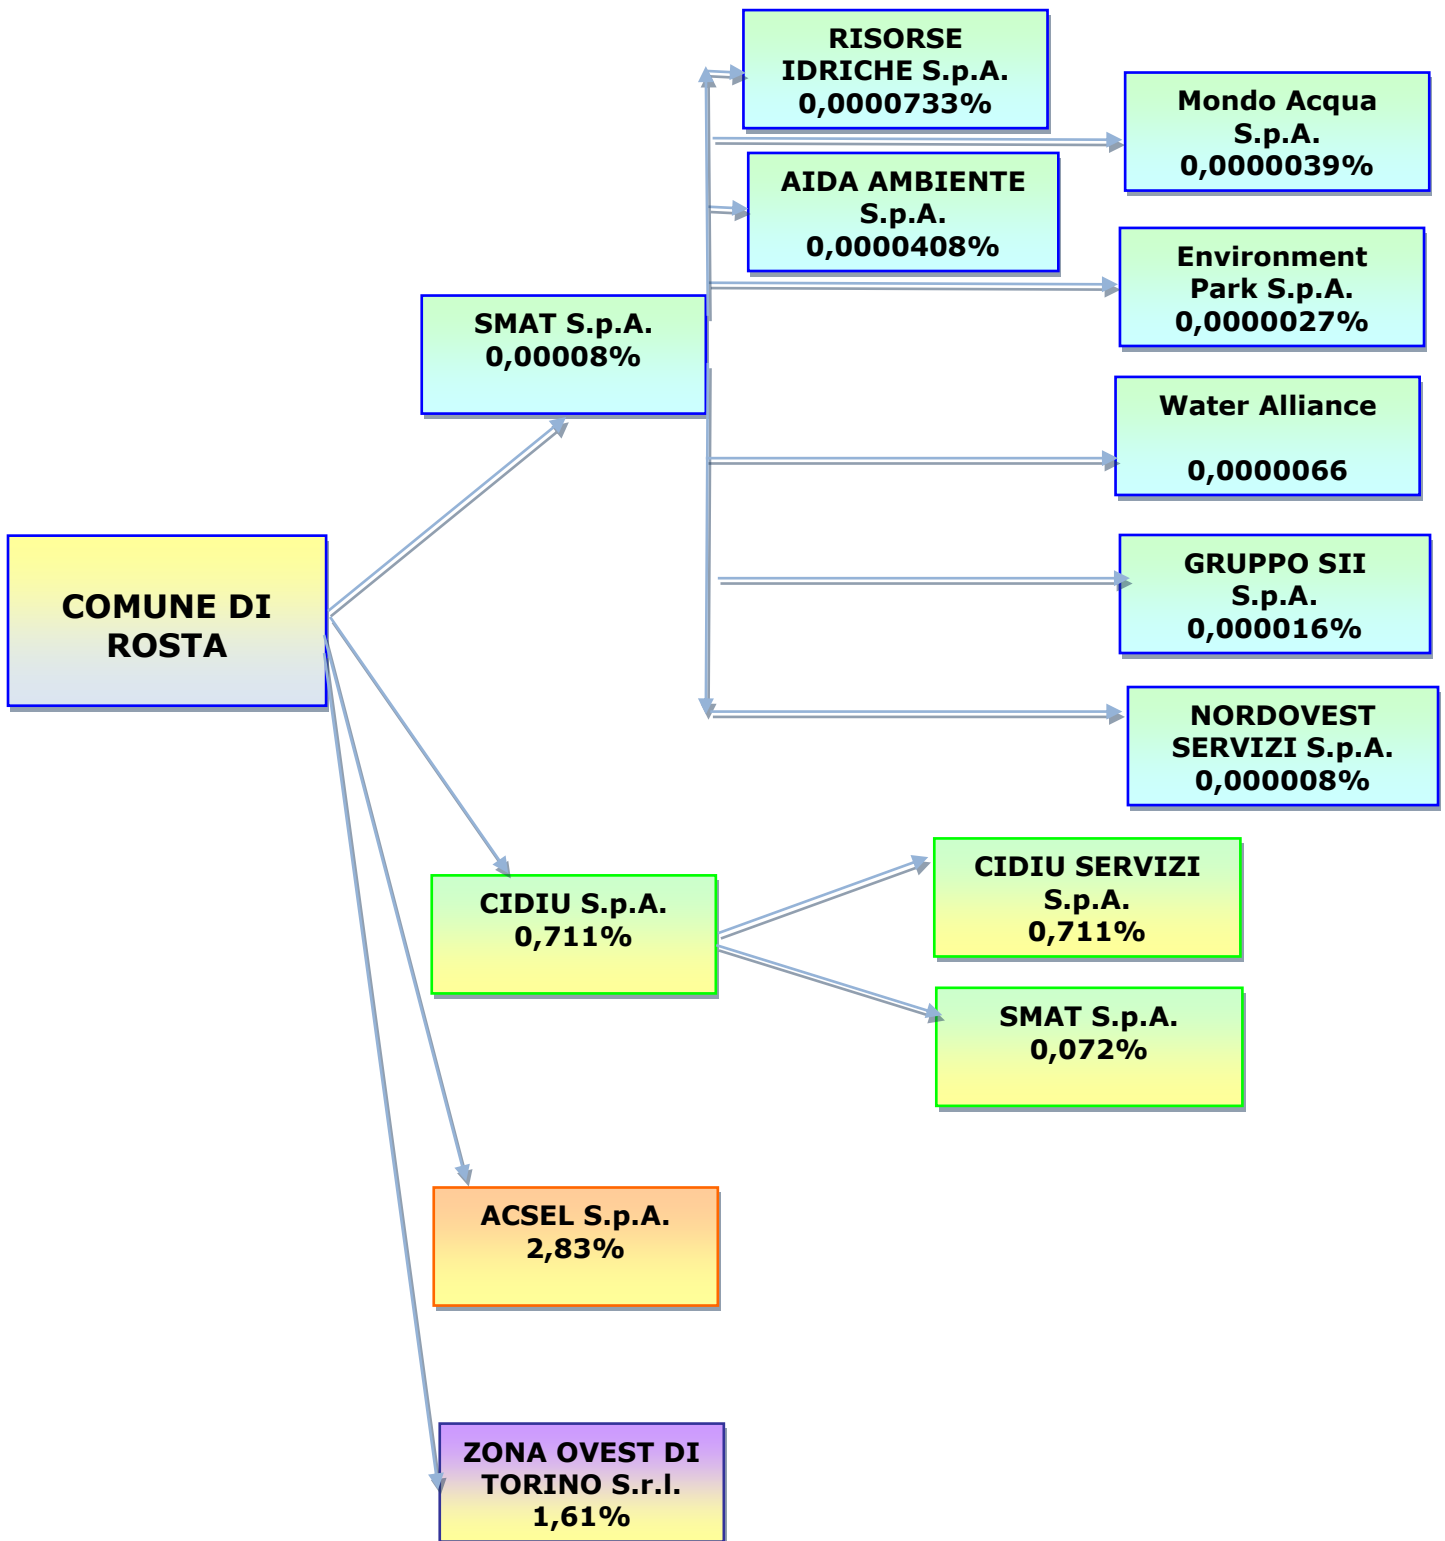 RISORSE
IDRICHE S.p.A.
0,0000733%
Mondo Acqua
S.p.A.
0,0000039%
AIDA AMBIENTE
S.p.A.
0,0000408%
Environment
Park S.p.A.
0,0000027%
SMAT S.p.A.
0,00008%
Water Alliance
0,0000066
COMUNE DI
ROSTA
GRUPPO SII
S.p.A.
0,000016%
NORDOVEST
SERVIZI S.p.A.
0,000008%
CIDIU S.p.A.
0,711%
CIDIU SERVIZI
S.p.A.
0,711%
SMAT S.p.A.
0,072%
ACSEL S.p.A.
2,83%
ZONA OVEST DI
TORINO S.r.l.
1,61%